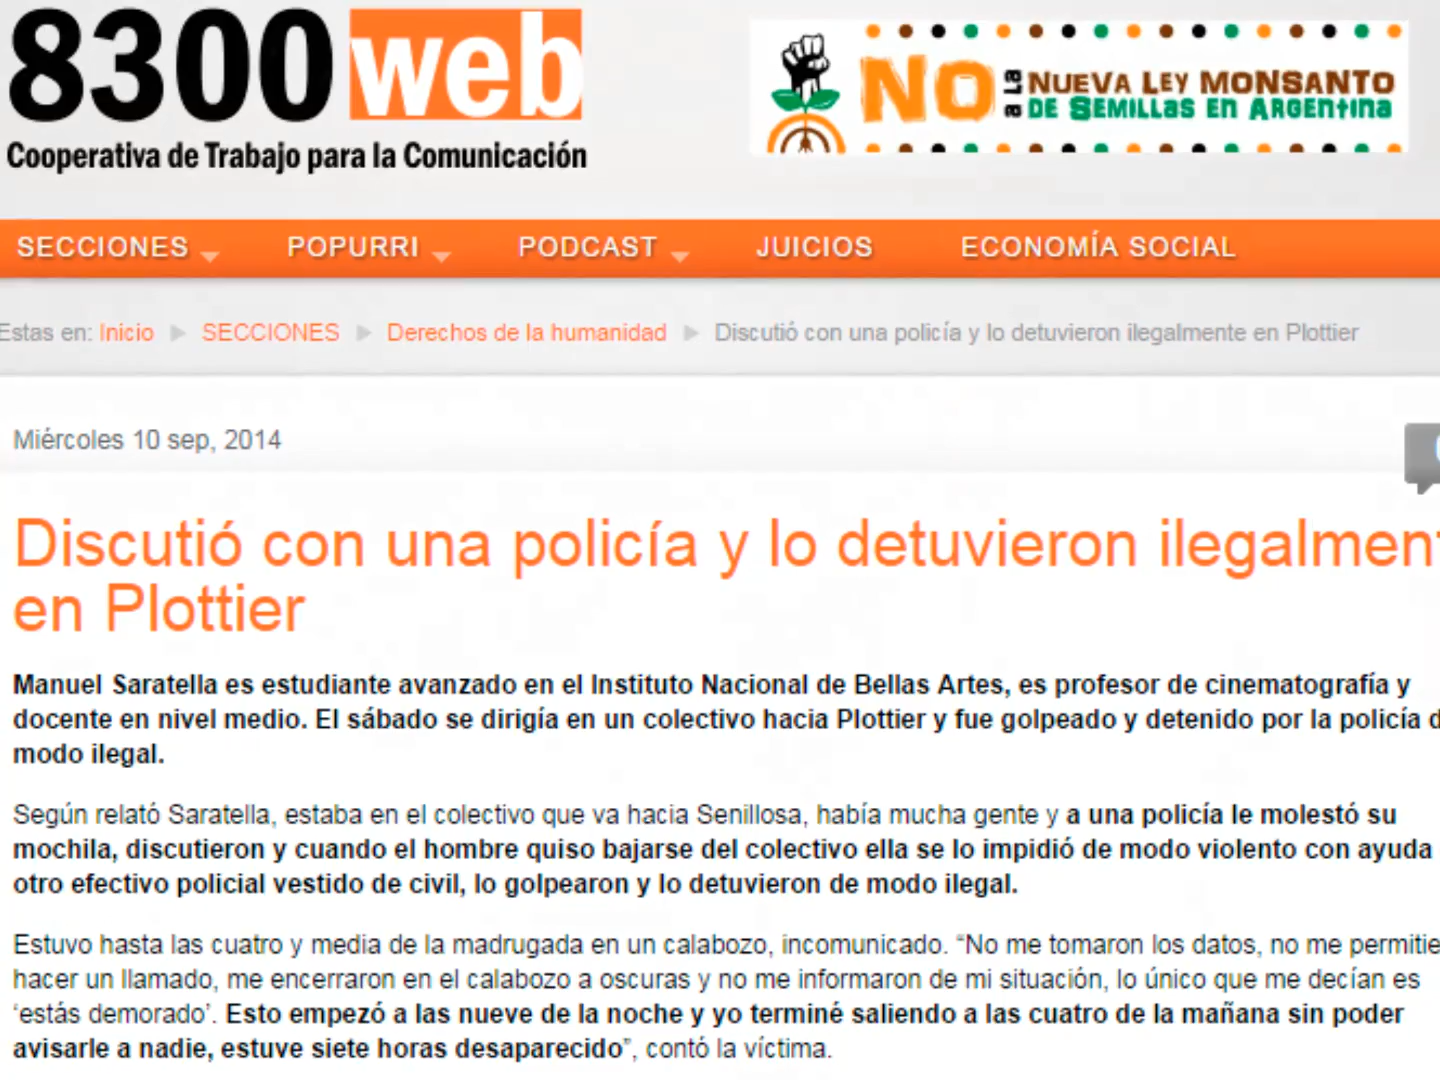 8300web
Cooperativa de Trabajo para la Comunicación
NO a la NUEVA LEY MONSANTO
DE SEMILLAS EN ARGENTINA
SECCIONES POPURRI PODCAST JUICIOS ECONOMÍA SOCIAL
Estas en: Inicio SECCIONES Derechos de la humanidad Discutió con una policía y lo detuvieron ilegalmente en Plottier
Miércoles 10 sep, 2014
Discutió con una policía y lo detuvieron ilegalmen
en Plottier
Manuel Saratella es estudiante avanzado en el Instituto Nacional de Bellas Artes, es profesor de cinematografía y
docente en nivel medio. El sábado se dirigía en un colectivo hacia Plottier y fue golpeado y detenido por la policía d
modo ilegal.
Según relató Saratella, estaba en el colectivo que va hacia Senillosa, había mucha gente y a una policía le molestó su
mochila, discutieron y cuando el hombre quiso bajarse del colectivo ella se lo impidió de modo violento con ayuda
otro efectivo policial vestido de civil, lo golpearon y lo detuvieron de modo ilegal.
Estuvo hasta las cuatro y media de la madrugada en un calabozo, incomunicado. “No me tomaron los datos, no me permitie
hacer un llamado, me encerraron en el calabozo a oscuras y no me informaron de mi situación, lo único que me decían es
‘estás demorado’. Esto empezó a las nueve de la noche y yo terminé saliendo a las cuatro de la mañana sin poder
avisarle a nadie, estuve siete horas desaparecido”, contó la víctima.